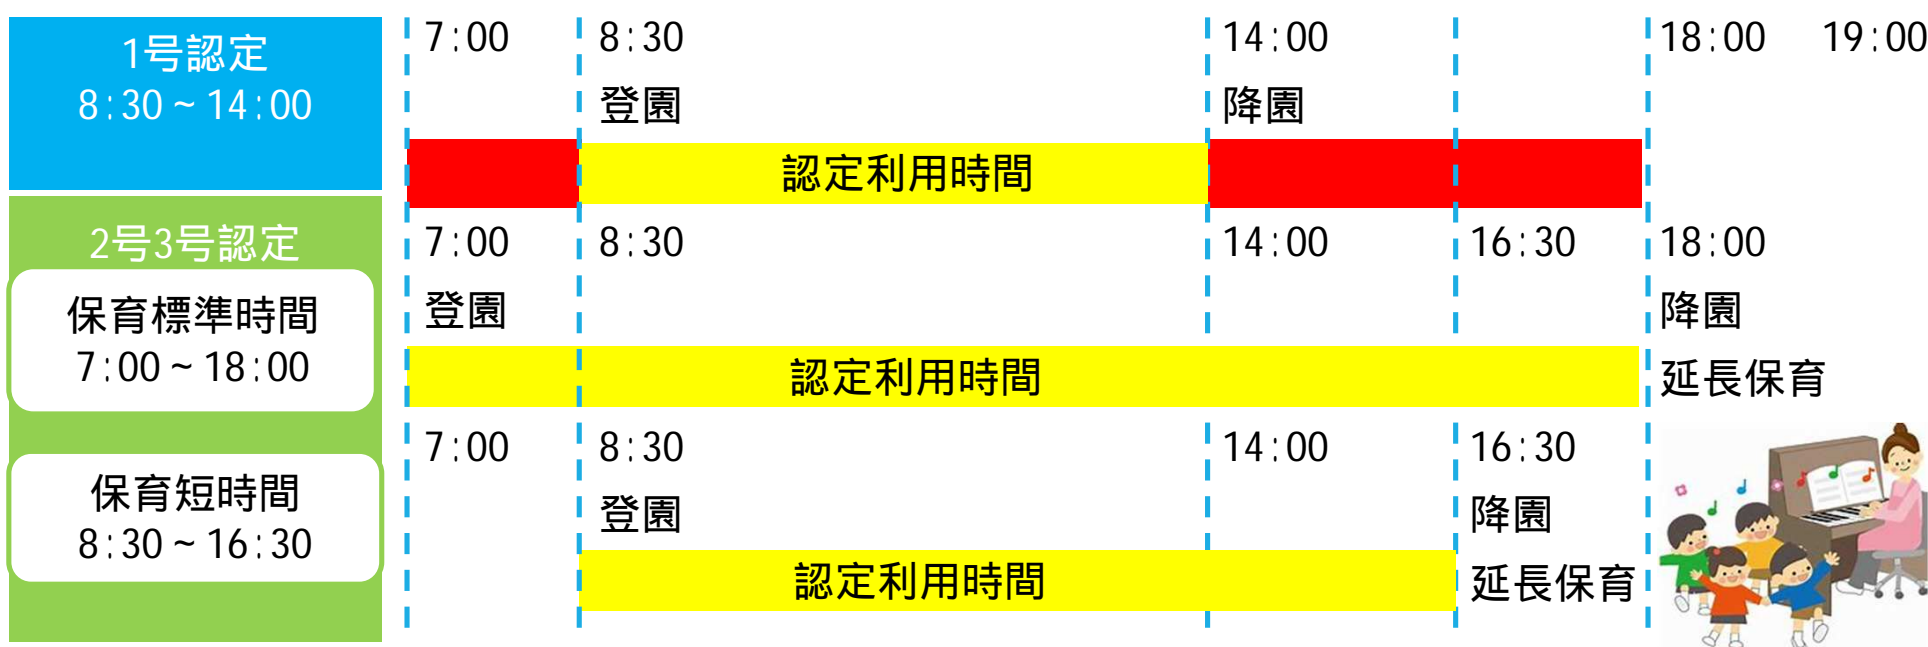 1号認定
8:30~14:00
7:00 8:30 14:00 18:00 19:00
登園 降園
認定利用時間
2号3号認定
保育標準時間
7:00~18:00
7:00 8:30 14:00 16:30 18:00
登園 降園
認定利用時間 延長保育
保育短時間
8:30~16:30
7:00 8:30 14:00 16:30
登園 降園
認定利用時間 延長保育